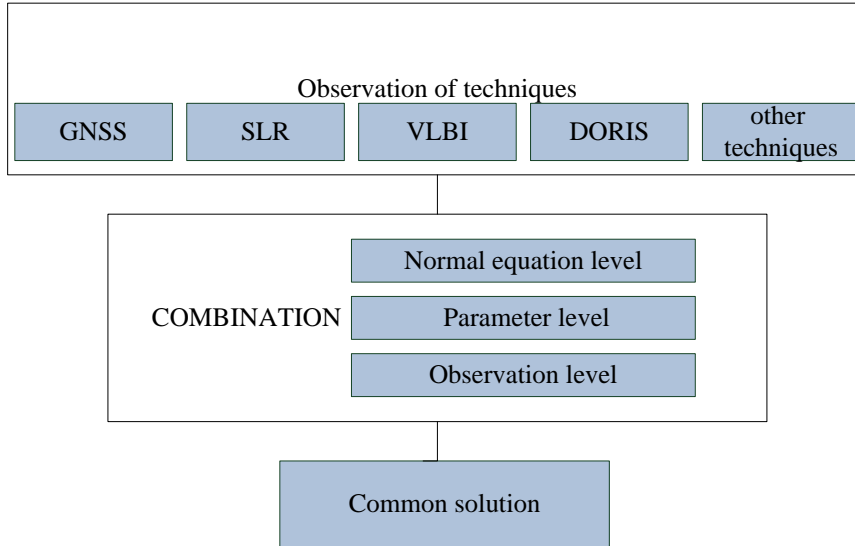 Observation of techniques
GNSS
SLR
VLBI
DORIS
other
techniques
COMBINATION
Normal equation level
Parameter level
Observation level
Common solution